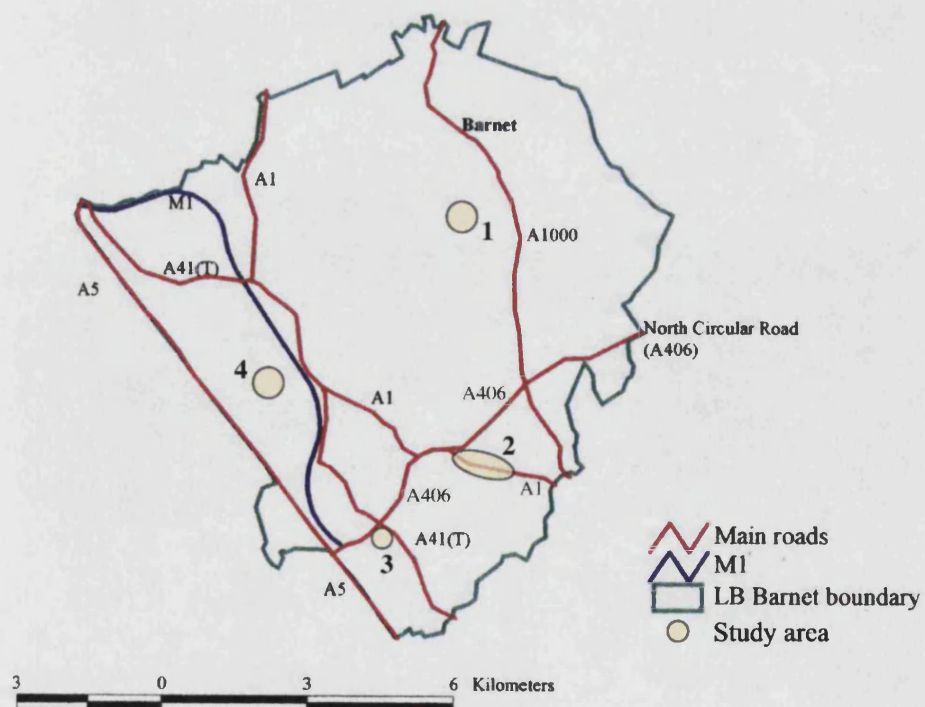 Barnet
A1
M1
1
A1000
A41(T)
A5
North Circular Road
(A406)
4
A1
A406
2
A406
A1
3
A41(T)
A5
Main roads
M1
LB Barnet boundary
Study area
3 0 3 6 Kilometers